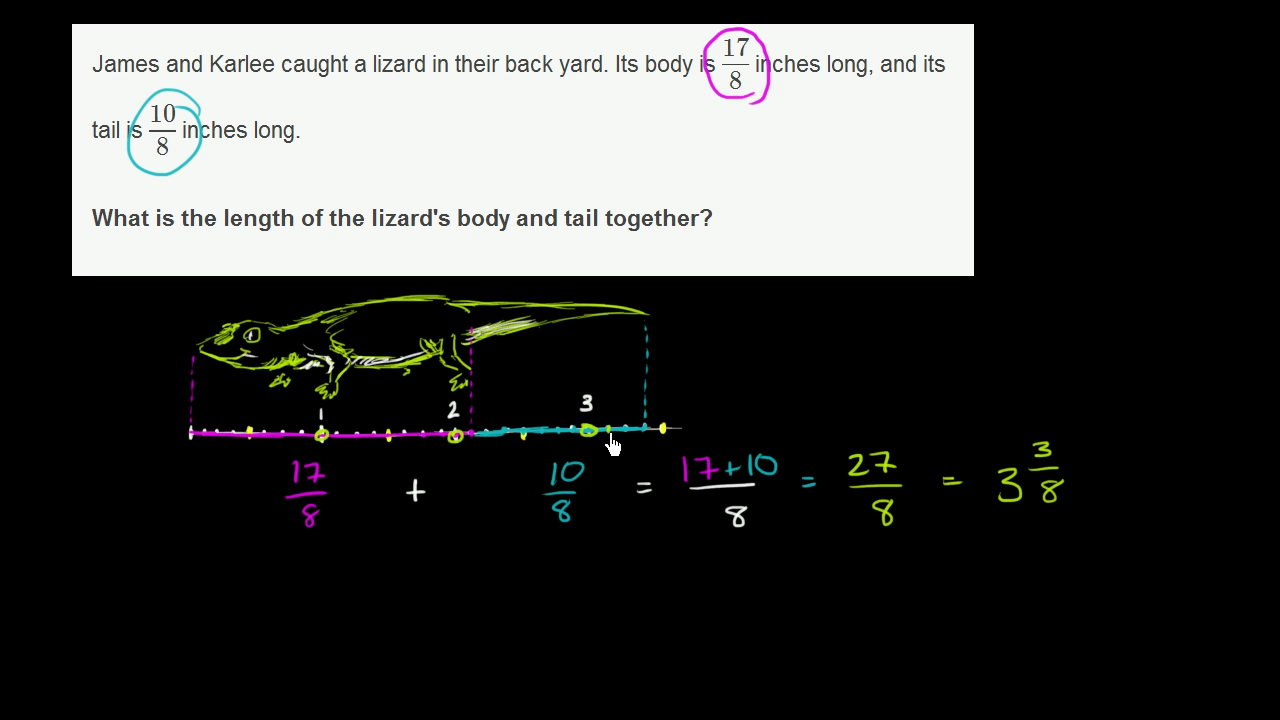 James and Karlee caught a lizard in their back yard. Its body is 17/8 inches long, and its
tail is 10/8 inches long.
What is the length of the lizard's body and tail together?
1 2 3
17/8 + 10/8 = 17+10/8 = 27/8 = 3 3/8